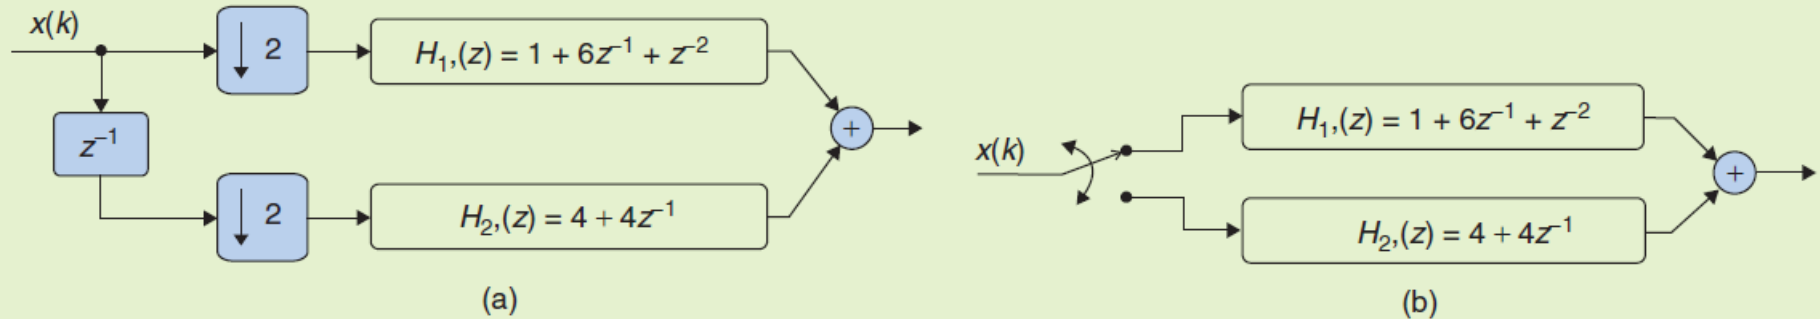 x(k)
↓ 2
H₁,(z) = 1 + 6z⁻¹ + z⁻²
z⁻¹
+
↓ 2
H₂,(z) = 4 + 4z⁻¹
(a)
x(k)
H₁,(z) = 1 + 6z⁻¹ + z⁻²
+
H₂,(z) = 4 + 4z⁻¹
(b)